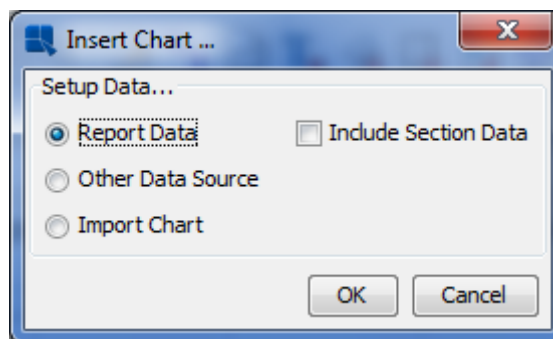 Insert Chart ...
Setup Data...
Report Data Include Section Data
Other Data Source
Import Chart
OK Cancel